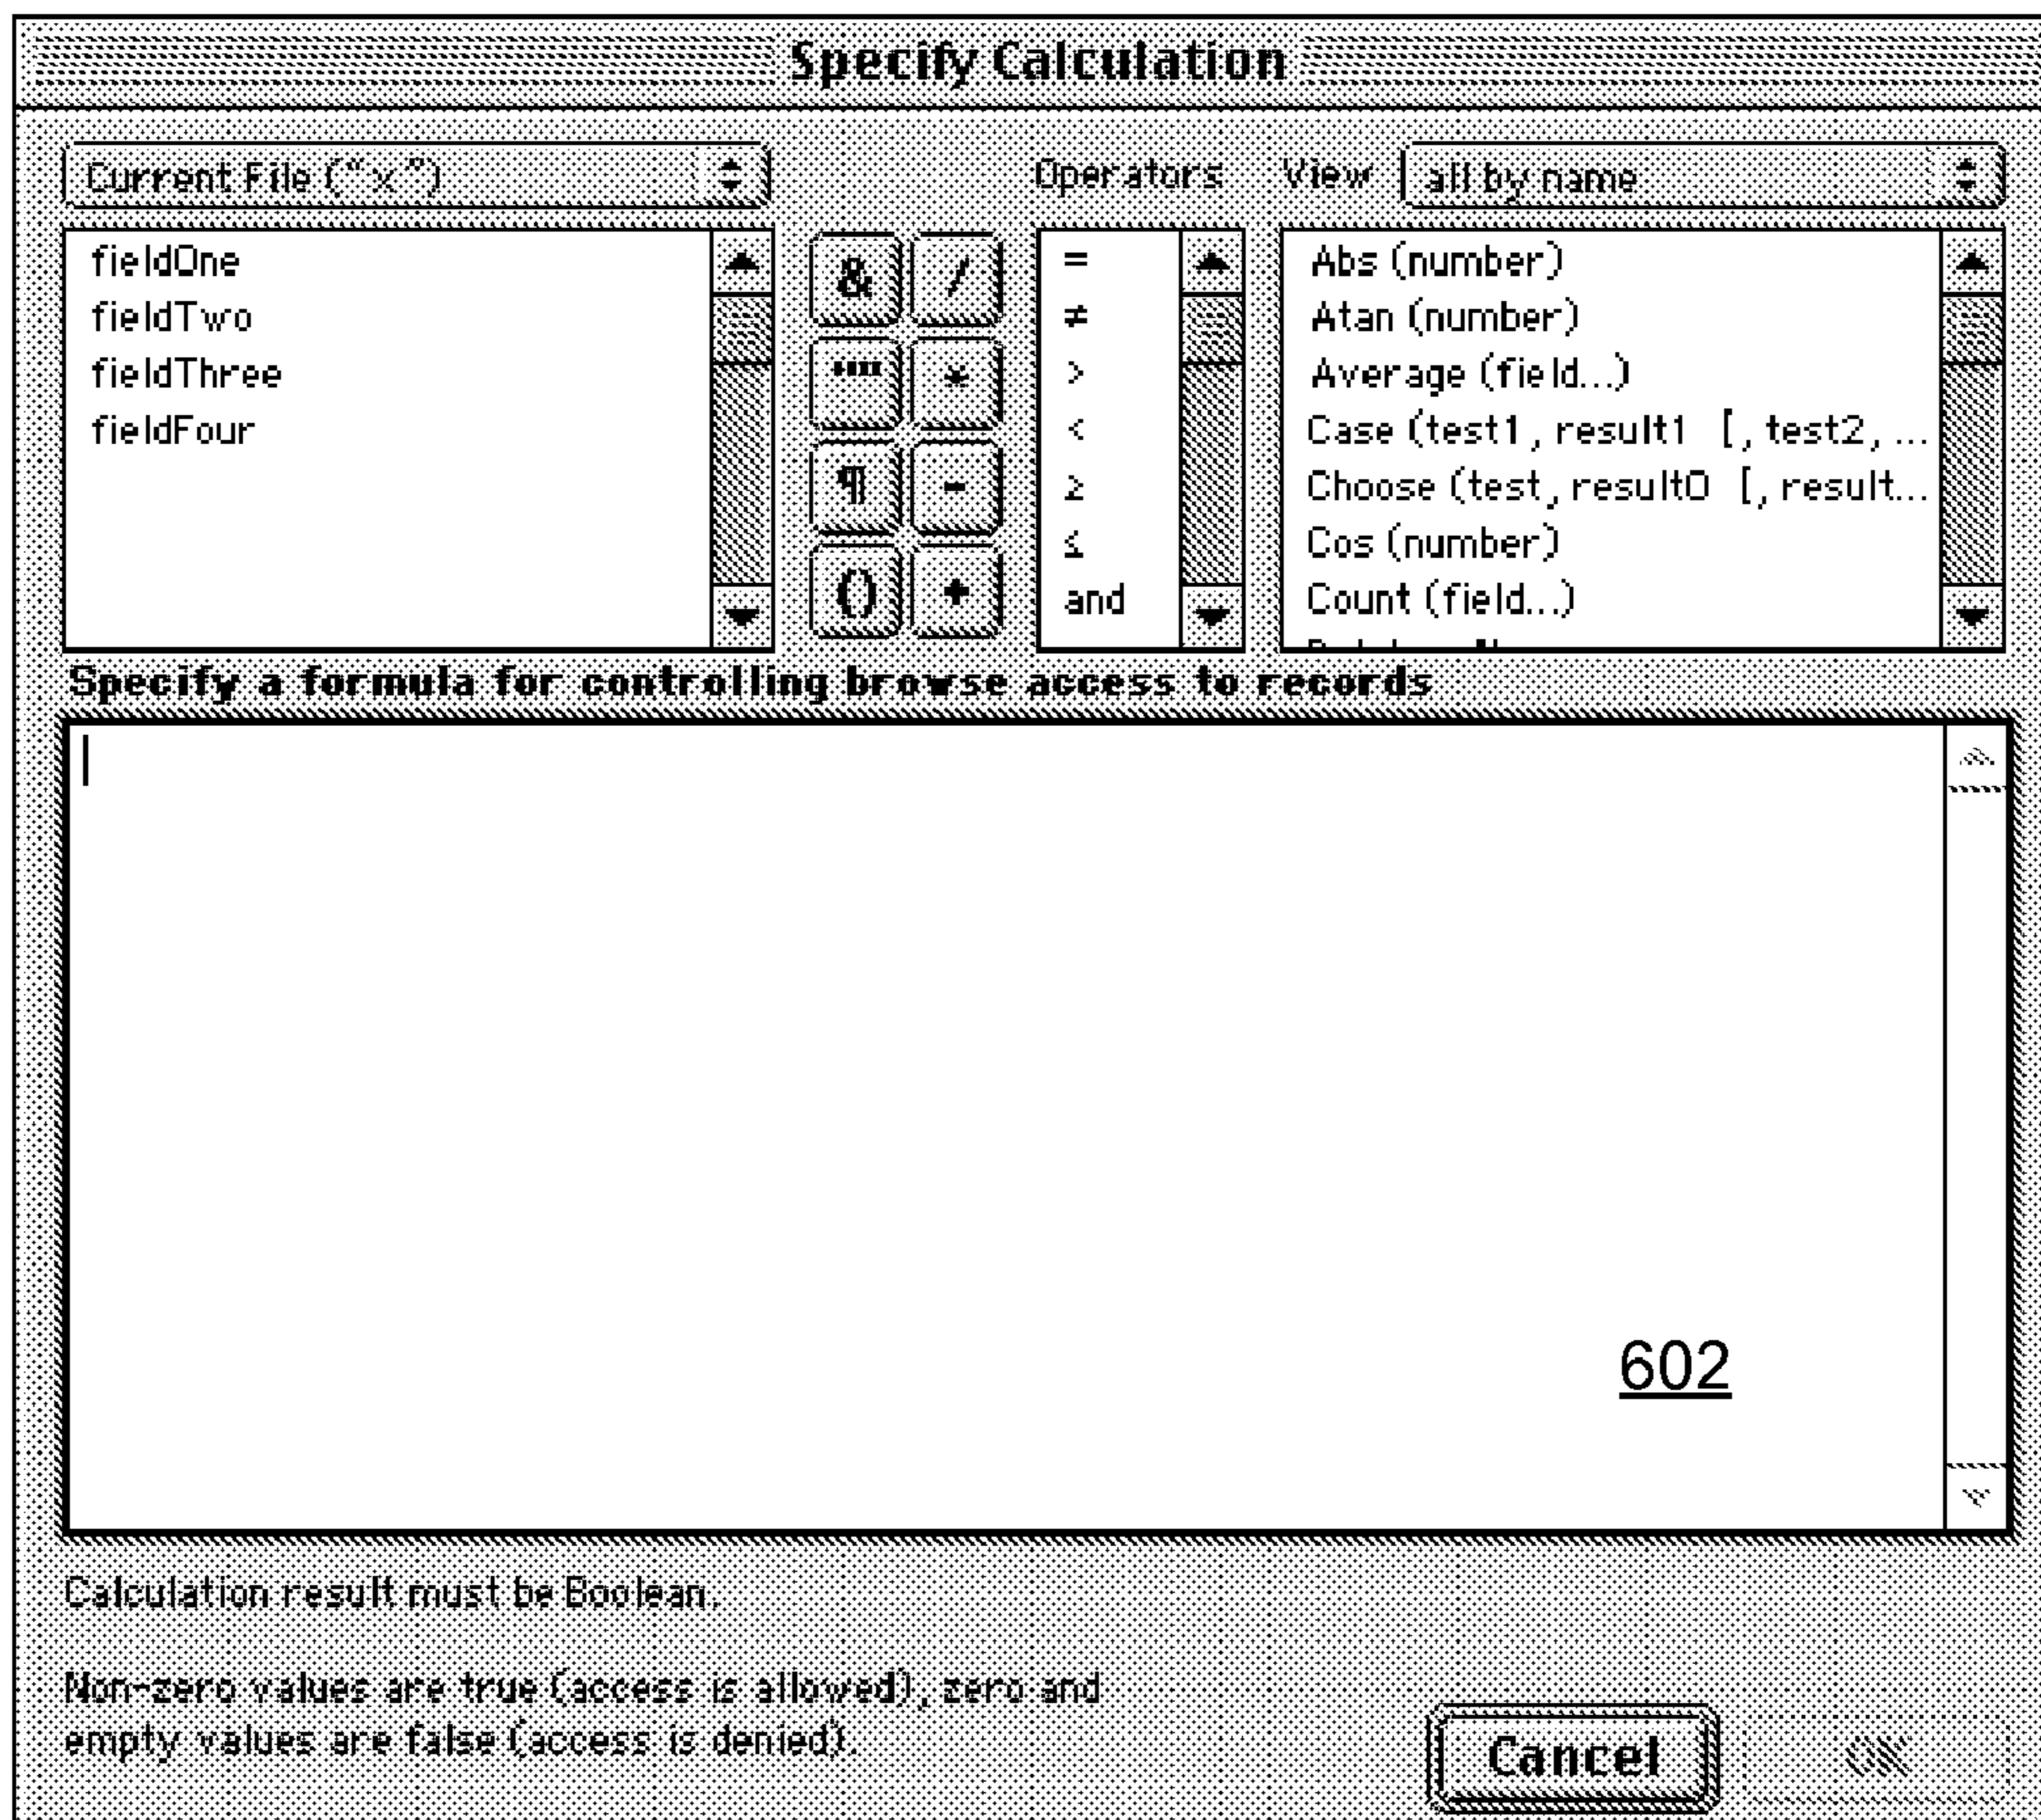 Specify Calculation
Current File ("x")
Operators
View
all by name
fieldOne
fieldTwo
fieldThree
fieldFour
& /
"" *
¶ -
() +
=
≠
>
<
≥
≤
and
Abs (number)
Atan (number)
Average (field...)
Case (test1, result1 [, test2, ...
Choose (test, result0 [, result...
Cos (number)
Count (field...)
Specify a formula for controlling browse access to records
602
Calculation result must be Boolean.
Non-zero values are true (access is allowed), zero and
empty values are false (access is denied).
Cancel
OK